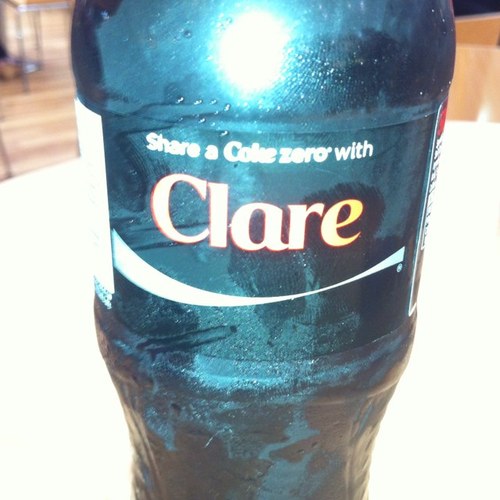 Share a Coke zero® with
Clare